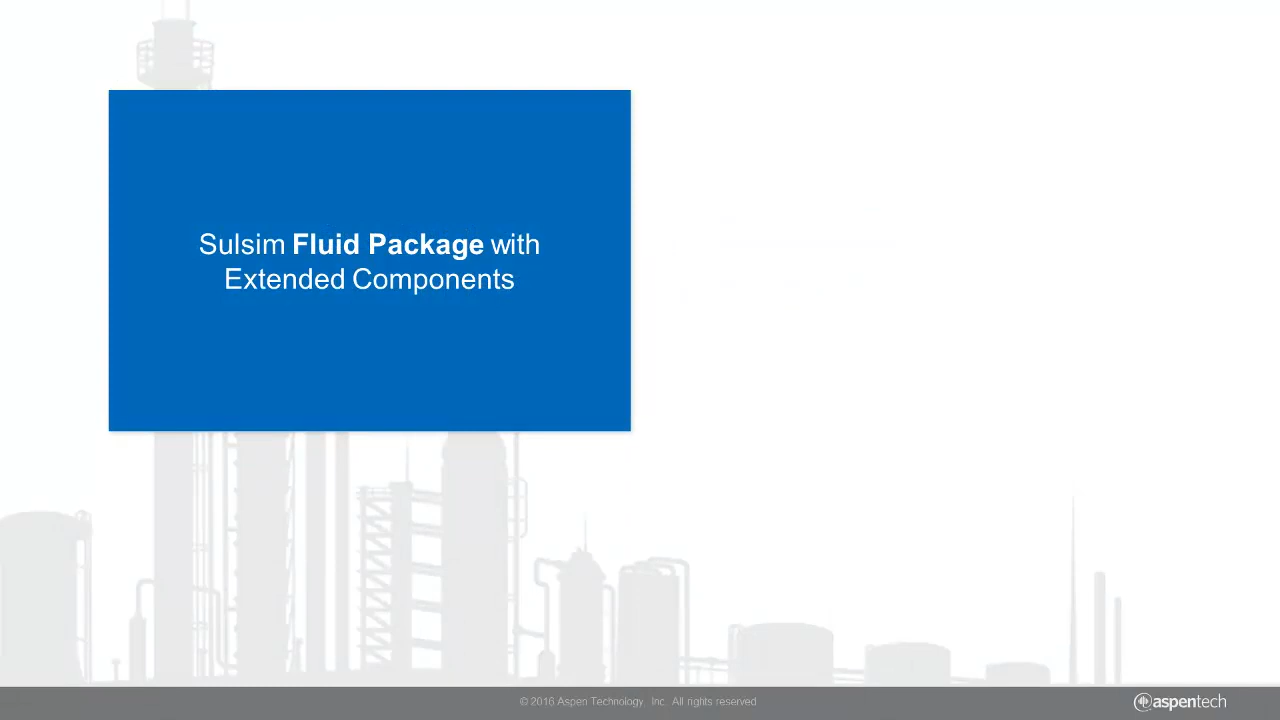 Sulsim Fluid Package with
Extended Components
© 2016 Aspen Technology, Inc. All rights reserved
aspentech